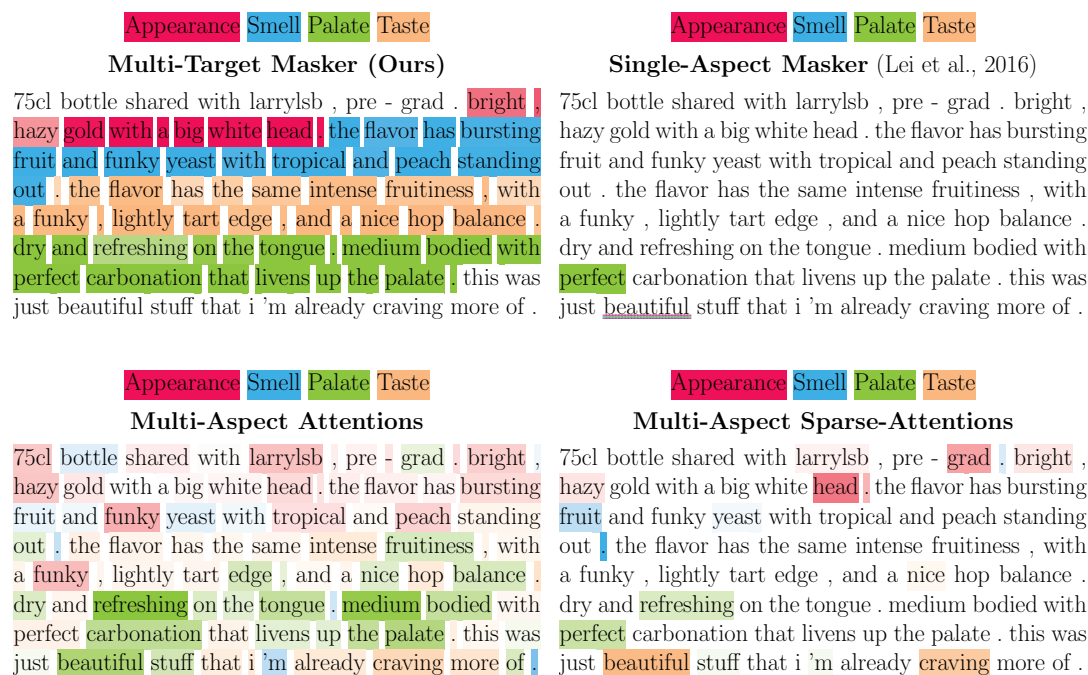 Appearance Smell Palate Taste
Multi-Target Masker (Ours)
75cl bottle shared with larrylsb , pre - grad . bright ,
hazy gold with a big white head . the flavor has bursting
fruit and funky yeast with tropical and peach standing
out . the flavor has the same intense fruitiness , with
a funky , lightly tart edge , and a nice hop balance .
dry and refreshing on the tongue . medium bodied with
perfect carbonation that livens up the palate . this was
just beautiful stuff that i 'm already craving more of .
Appearance Smell Palate Taste
Single-Aspect Masker (Lei et al., 2016)
75cl bottle shared with larrylsb , pre - grad . bright ,
hazy gold with a big white head . the flavor has bursting
fruit and funky yeast with tropical and peach standing
out . the flavor has the same intense fruitiness , with
a funky , lightly tart edge , and a nice hop balance .
dry and refreshing on the tongue . medium bodied with
perfect carbonation that livens up the palate . this was
just beautiful stuff that i 'm already craving more of .
Appearance Smell Palate Taste
Multi-Aspect Attentions
75cl bottle shared with larrylsb , pre - grad . bright ,
hazy gold with a big white head . the flavor has bursting
fruit and funky yeast with tropical and peach standing
out . the flavor has the same intense fruitiness , with
a funky , lightly tart edge , and a nice hop balance .
dry and refreshing on the tongue . medium bodied with
perfect carbonation that livens up the palate . this was
just beautiful stuff that i 'm already craving more of .
Appearance Smell Palate Taste
Multi-Aspect Sparse-Attentions
75cl bottle shared with larrylsb , pre - grad . bright ,
hazy gold with a big white head . the flavor has bursting
fruit and funky yeast with tropical and peach standing
out . the flavor has the same intense fruitiness , with
a funky , lightly tart edge , and a nice hop balance .
dry and refreshing on the tongue . medium bodied with
perfect carbonation that livens up the palate . this was
just beautiful stuff that i 'm already craving more of .